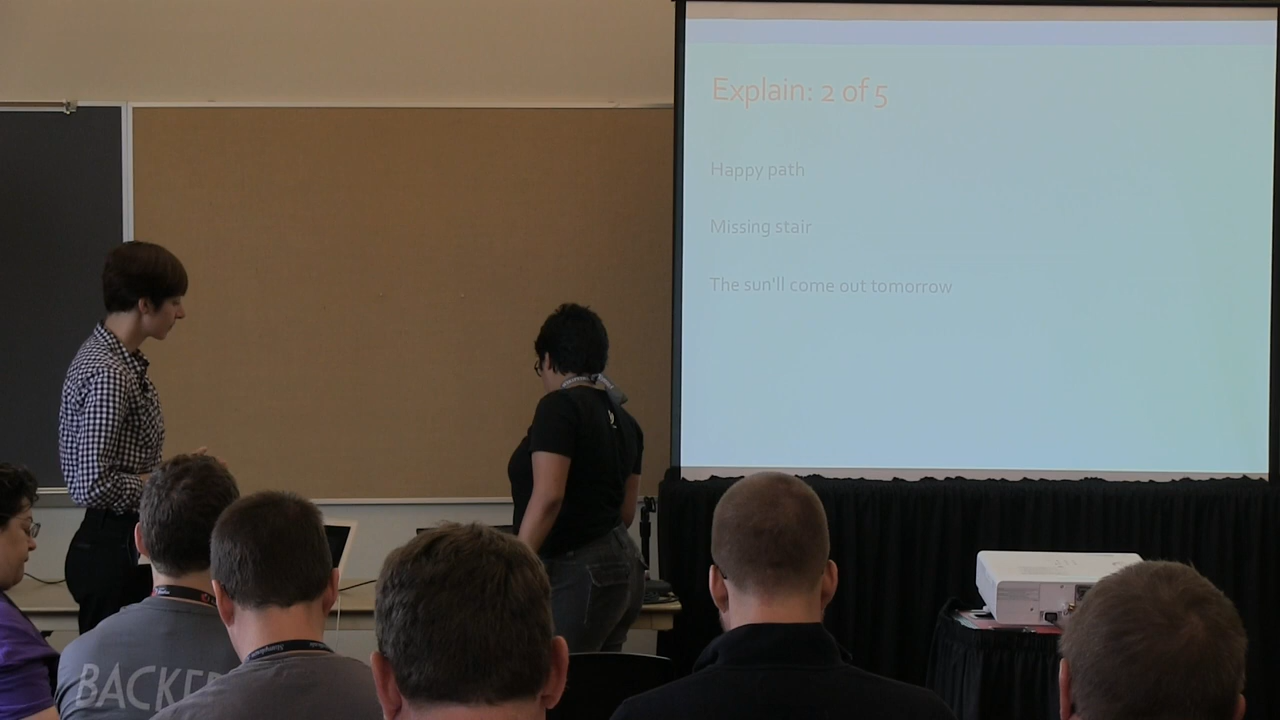 Explain: 2 of 5
Happy path
Missing stair
The sun'll come out tomorrow
BACKER